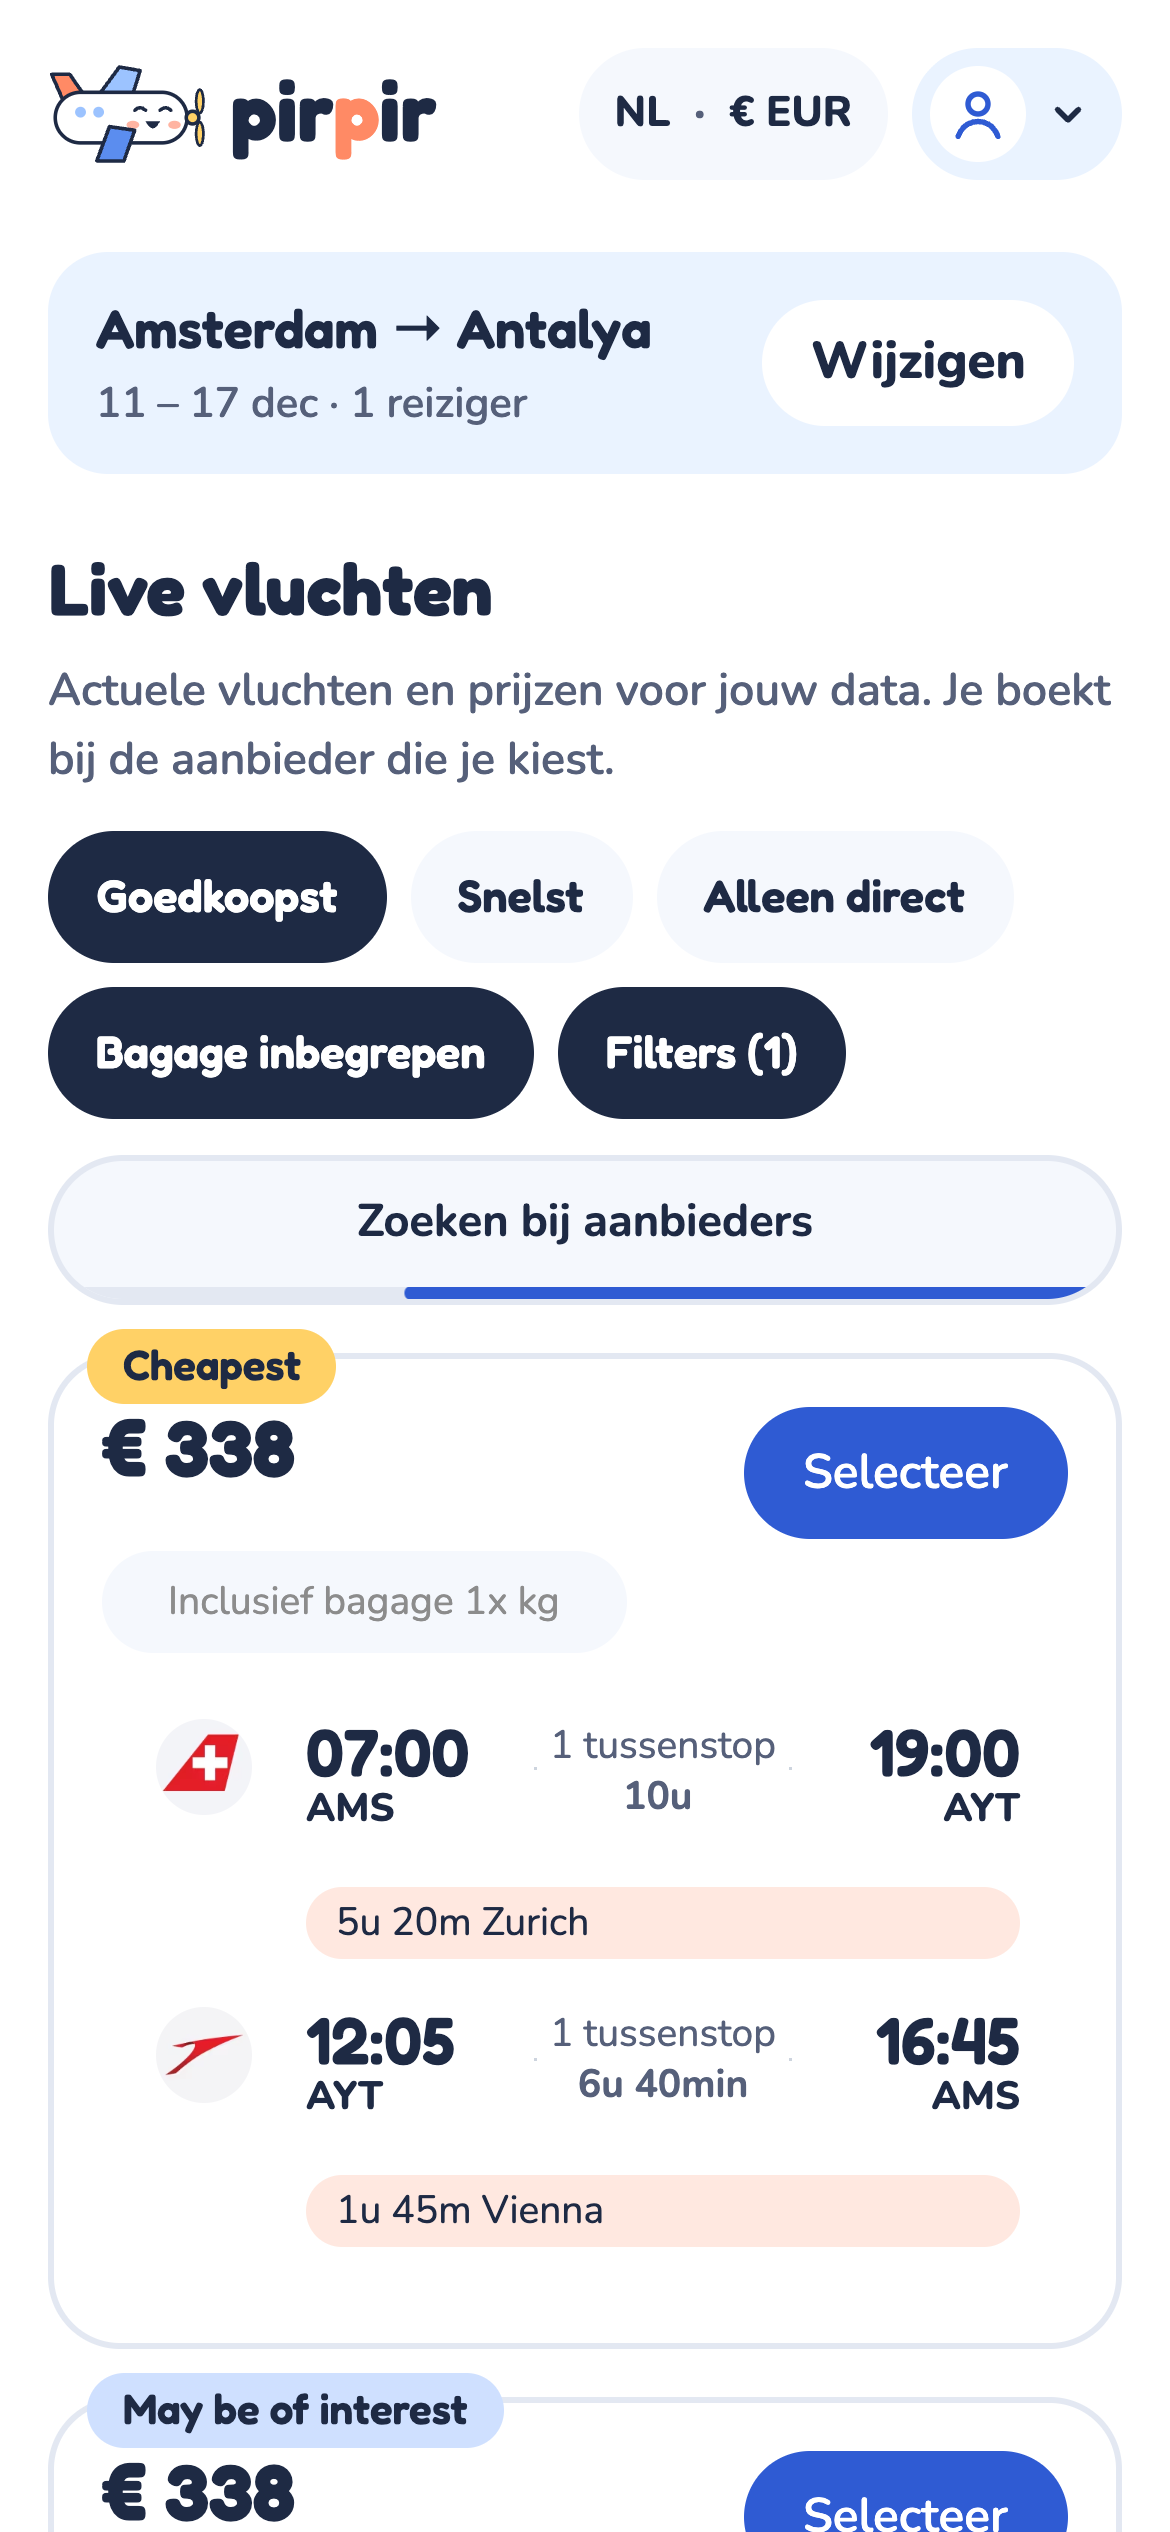 pirpir
NL · € EUR
Amsterdam → Antalya
11 – 17 dec · 1 reiziger
Wijzigen
Live vluchten
Actuele vluchten en prijzen voor jouw data. Je boekt
bij de aanbieder die je kiest.
Goedkoopst
Snelst
Alleen direct
Bagage inbegrepen
Filters (1)
Zoeken bij aanbieders
Cheapest
€ 338
Selecteer
Inclusief bagage 1x kg
07:00
AMS
1 tussenstop
10u
19:00
AYT
5u 20m Zurich
12:05
AYT
1 tussenstop
6u 40min
16:45
AMS
1u 45m Vienna
May be of interest
€ 338
Selecteer